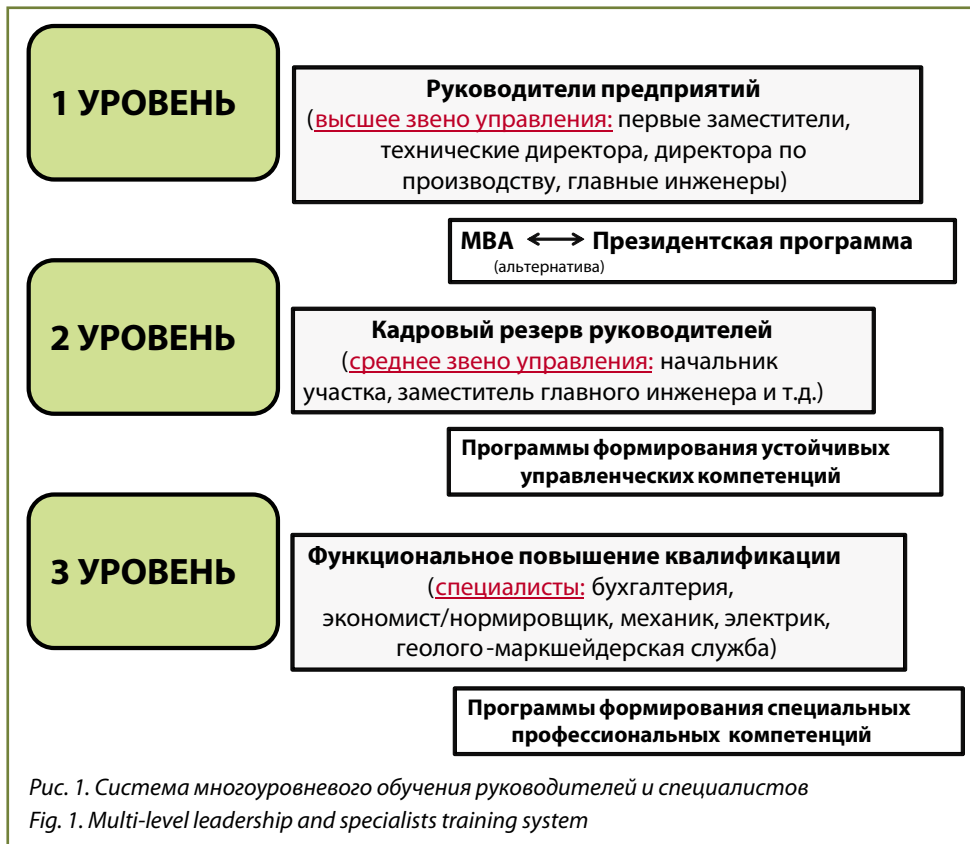 1 УРОВЕНЬ
Руководители предприятий
(высшее звено управления: первые заместители,
технические директора, директора по
производству, главные инженеры)
МВА ⟷ Президентская программа
(альтернатива)
2 УРОВЕНЬ
Кадровый резерв руководителей
(среднее звено управления: начальник
участка, заместитель главного инженера и т.д.)
Программы формирования устойчивых
управленческих компетенций
3 УРОВЕНЬ
Функциональное повышение квалификации
(специалисты: бухгалтерия,
экономист/нормировщик, механик, электрик,
геолого-маркшейдерская служба)
Программы формирования специальных
профессиональных компетенций
Рис. 1. Система многоуровневого обучения руководителей и специалистов
Fig. 1. Multi-level leadership and specialists training system